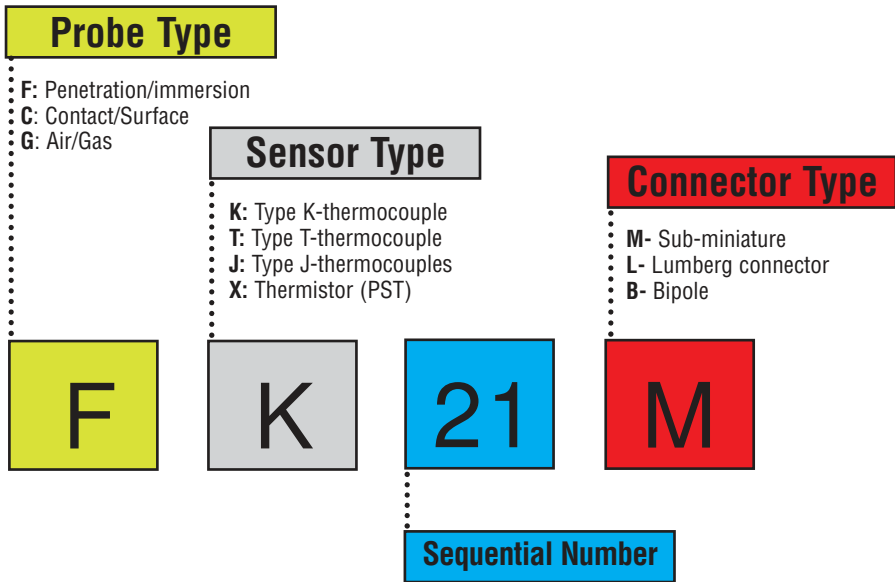 Probe Type
F: Penetration/immersion
C: Contact/Surface
G: Air/Gas
Sensor Type
K: Type K-thermocouple
T: Type T-thermocouple
J: Type J-thermocouples
X: Thermistor (PST)
Connector Type
M- Sub-miniature
L- Lumberg connector
B- Bipole
F K 21 M
Sequential Number